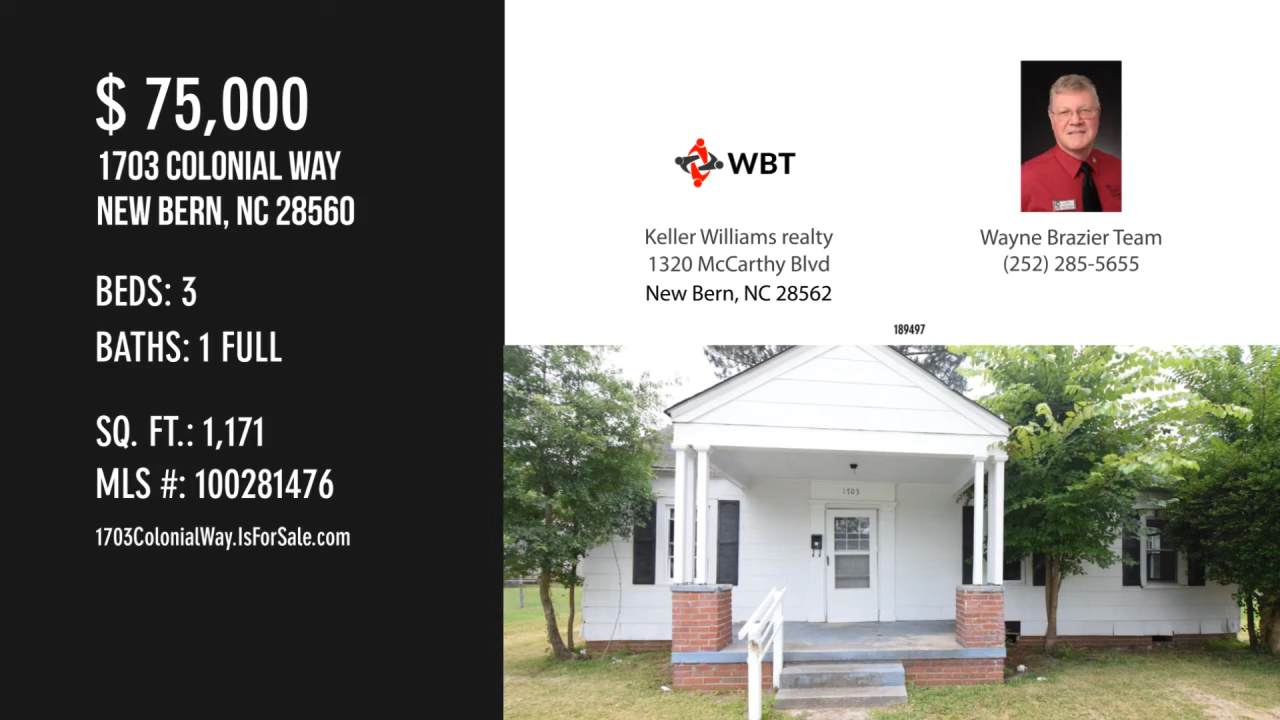 $ 75,000
1703 COLONIAL WAY
NEW BERN, NC 28560
BEDS: 3
BATHS: 1 FULL
SQ. FT.: 1,171
MLS #: 100281476
1703ColonialWay.IsForSale.com
WBT
Keller Williams realty
1320 McCarthy Blvd
New Bern, NC 28562
Wayne Brazier Team
(252) 285-5655
189497
1703